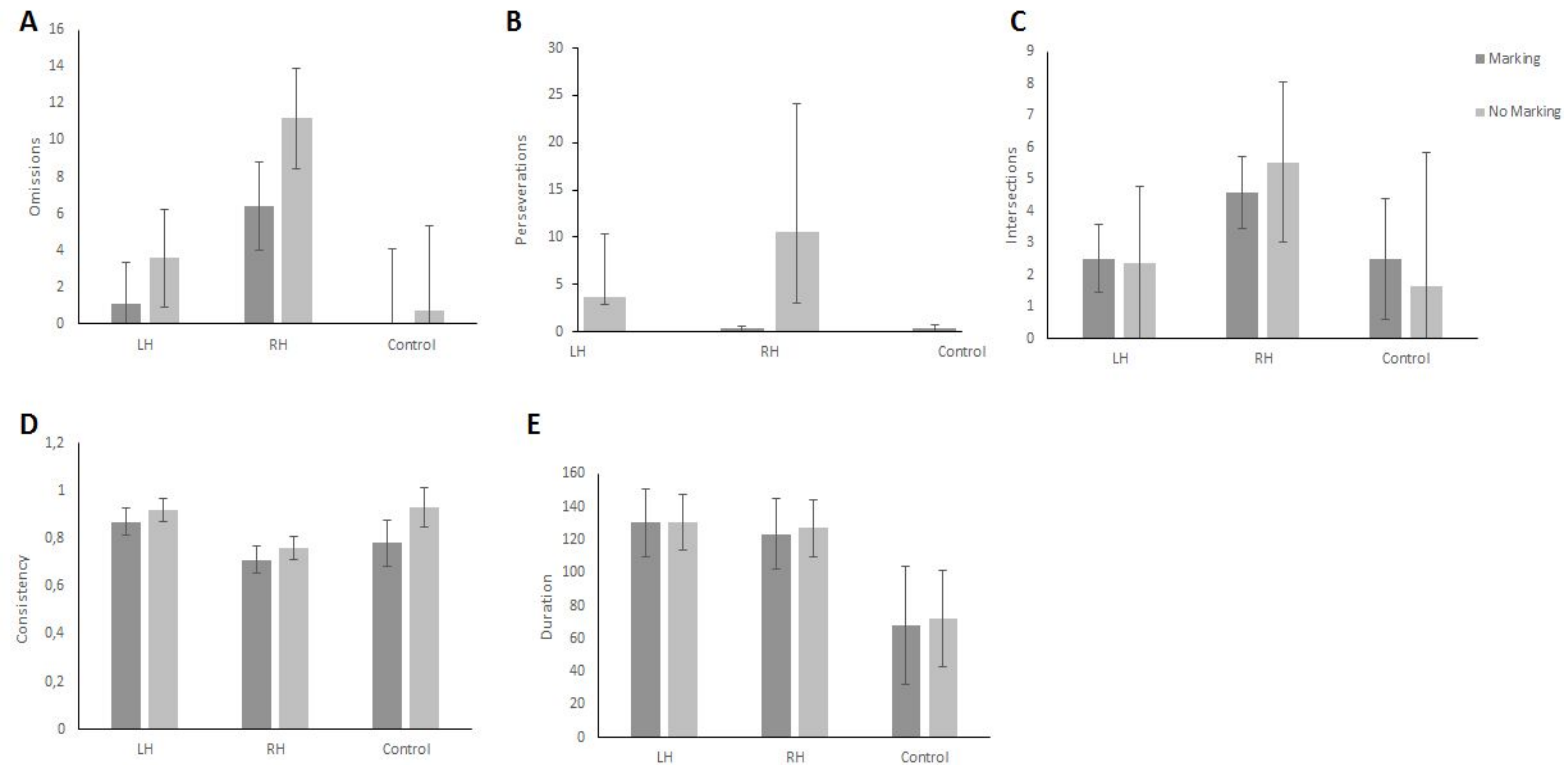 A
16
14
12
10
8
6
4
2
0
Omissions
LH RH Control
B
30
25
20
15
10
5
0
Perseverations
LH RH Control
C
9
8
7
6
5
4
3
2
1
0
Intersections
LH RH Control
Marking
No Marking
D
1,2
1
0,8
0,6
0,4
0,2
0
Consistency
LH RH Control
E
160
140
120
100
80
60
40
20
0
Duration
LH RH Control